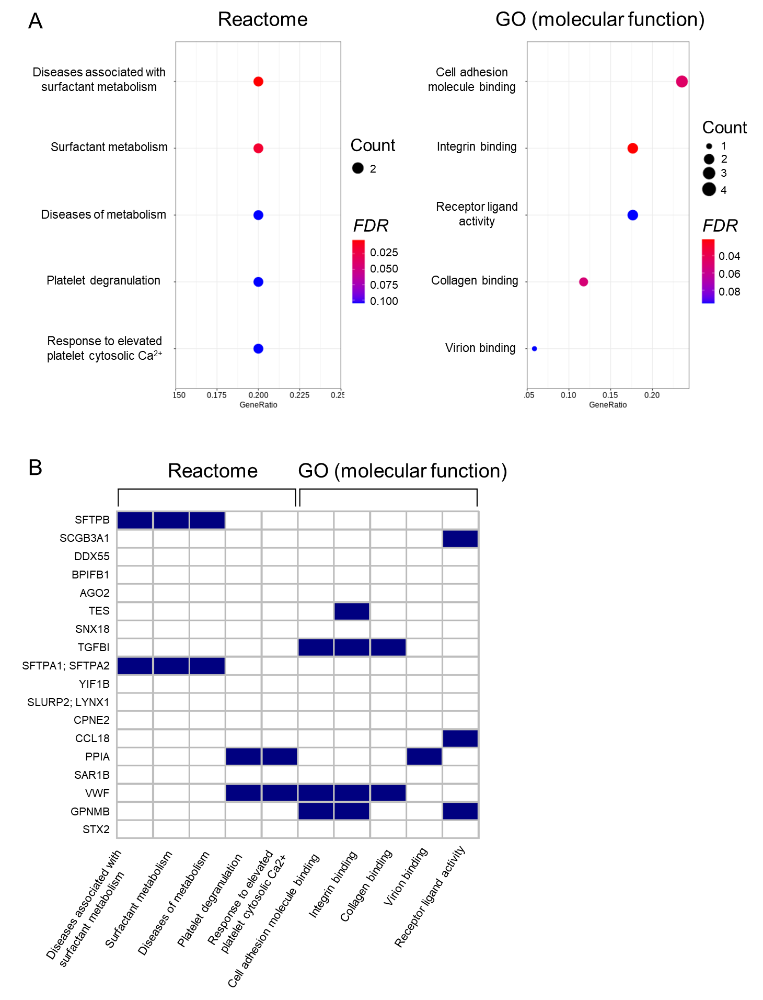 A
Reactome
GO (molecular function)
Diseases associated with
surfactant metabolism
Surfactant metabolism
Diseases of metabolism
Platelet degranulation
Response to elevated
platelet cytosolic Ca2+
150
0.175
0.200
0.225
0.25
GeneRatio
Count
2
FDR
0.025
0.050
0.075
0.100
Cell adhesion
molecule binding
Integrin binding
Receptor ligand
activity
Collagen binding
Virion binding
.05
0.10
0.15
0.20
GeneRatio
Count
1
2
3
4
FDR
0.04
0.06
0.08
B
Reactome
GO (molecular function)
SFTPB
SCGB3A1
DDX55
BPIFB1
AGO2
TES
SNX18
TGFBI
SFTPA1; SFTPA2
YIF1B
SLURP2; LYNX1
CPNE2
CCL18
PPIA
SAR1B
VWF
GPNMB
STX2
Diseases associated with
surfactant metabolism
Surfactant metabolism
Diseases of metabolism
Platelet degranulation
Response to elevated
platelet cytosolic Ca2+
Cell adhesion molecule binding
Integrin binding
Collagen binding
Virion binding
Receptor ligand activity